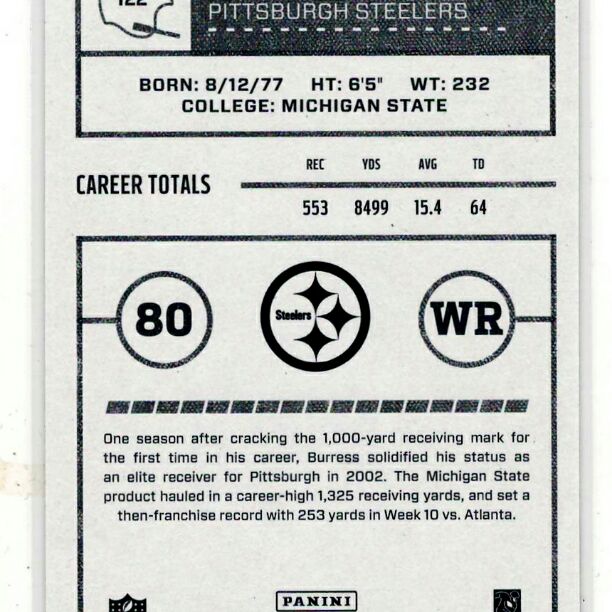 122
PITTSBURGH STEELERS
BORN: 8/12/77 HT: 6'5" WT: 232
COLLEGE: MICHIGAN STATE
REC YDS AVG TD
CAREER TOTALS
553 8499 15.4 64
80 Steelers WR
One season after cracking the 1,000-yard receiving mark for
the first time in his career, Burress solidified his status as
an elite receiver for Pittsburgh in 2002. The Michigan State
product hauled in a career-high 1,325 receiving yards, and set a
then-franchise record with 253 yards in Week 10 vs. Atlanta.
NFL PANINI